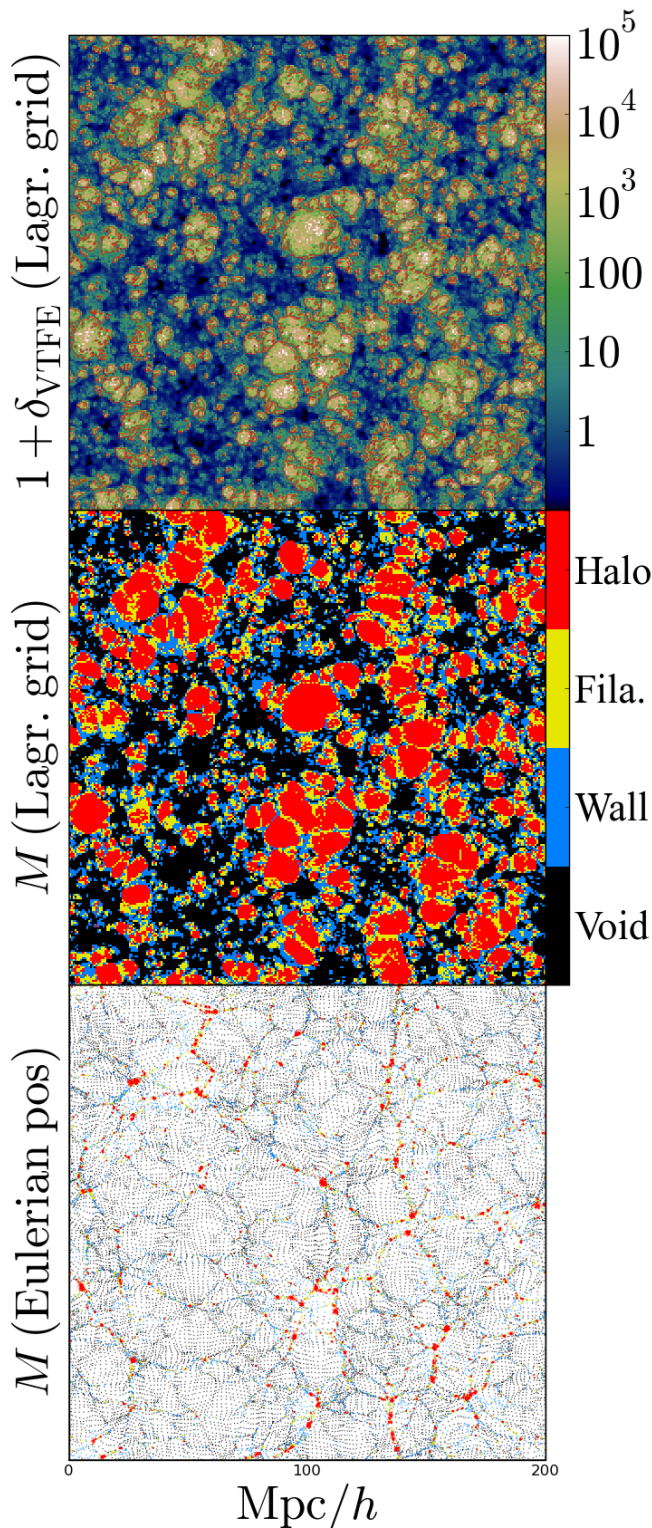 1 + δ_VTFE (Lagr. grid)
10^5
10^4
10^3
100
10
1
M (Lagr. grid)
Halo
Fila.
Wall
Void
M (Eulerian pos)
0 100 200
Mpc/h